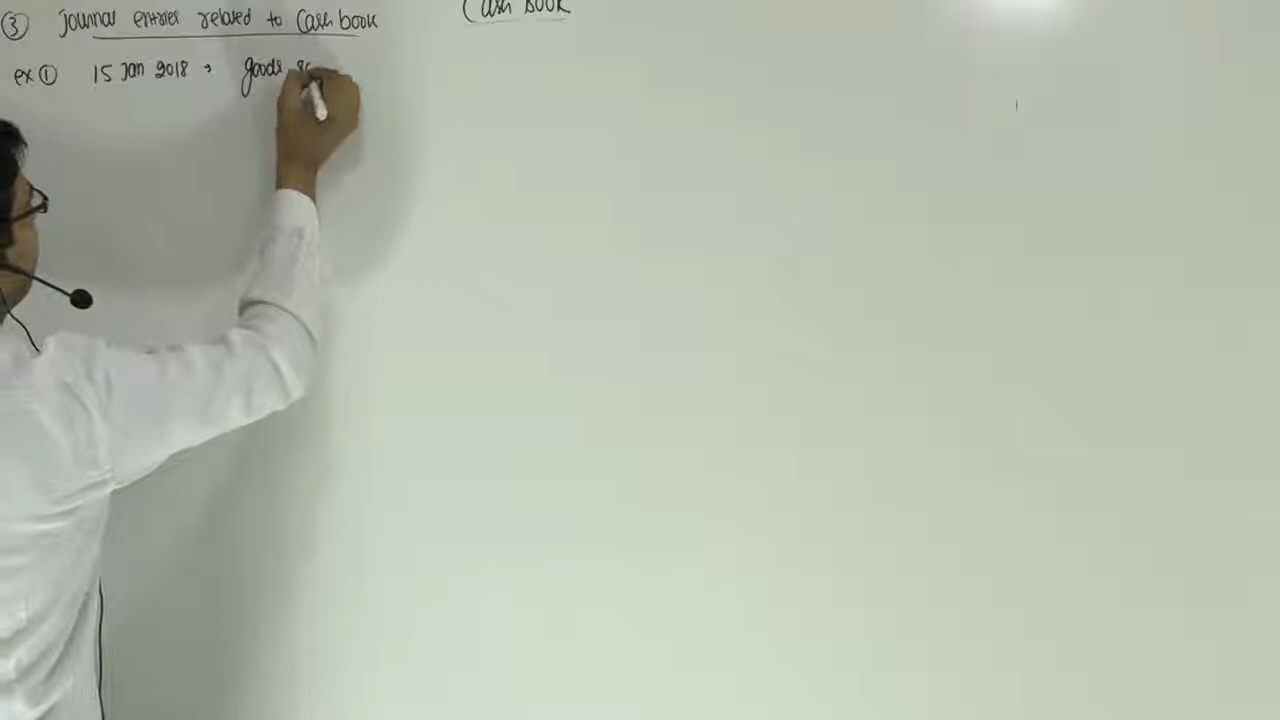 Cash Book
③ Journal entries related to Cash book
ex ① 15 Jan 2018, goods